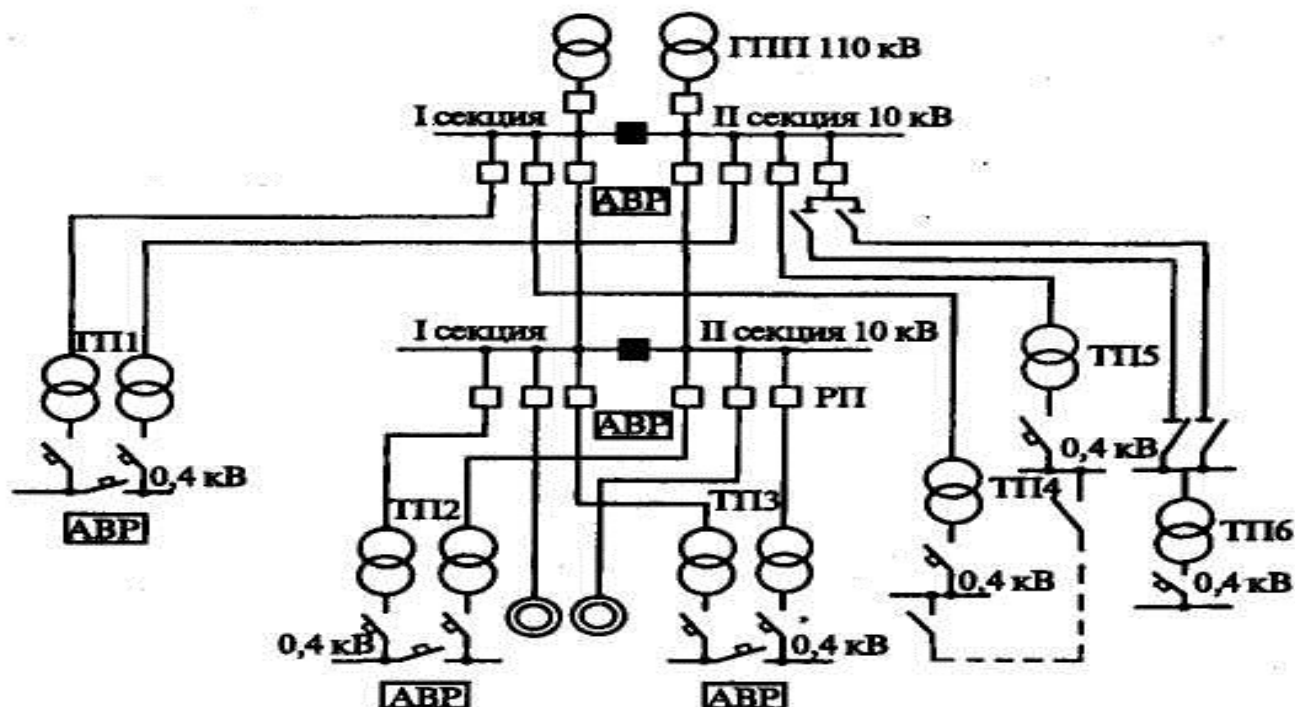 ГПП 110 кВ
I секция
II секция 10 кВ
АВР
I секция
II секция 10 кВ
ТП1
ТП5
РП
АВР
0,4 кВ
0,4 кВ
ТП2
ТП3
ТП4
АВР
ТП6
0,4 кВ
0,4 кВ
0,4 кВ
0,4 кВ
АВР
АВР